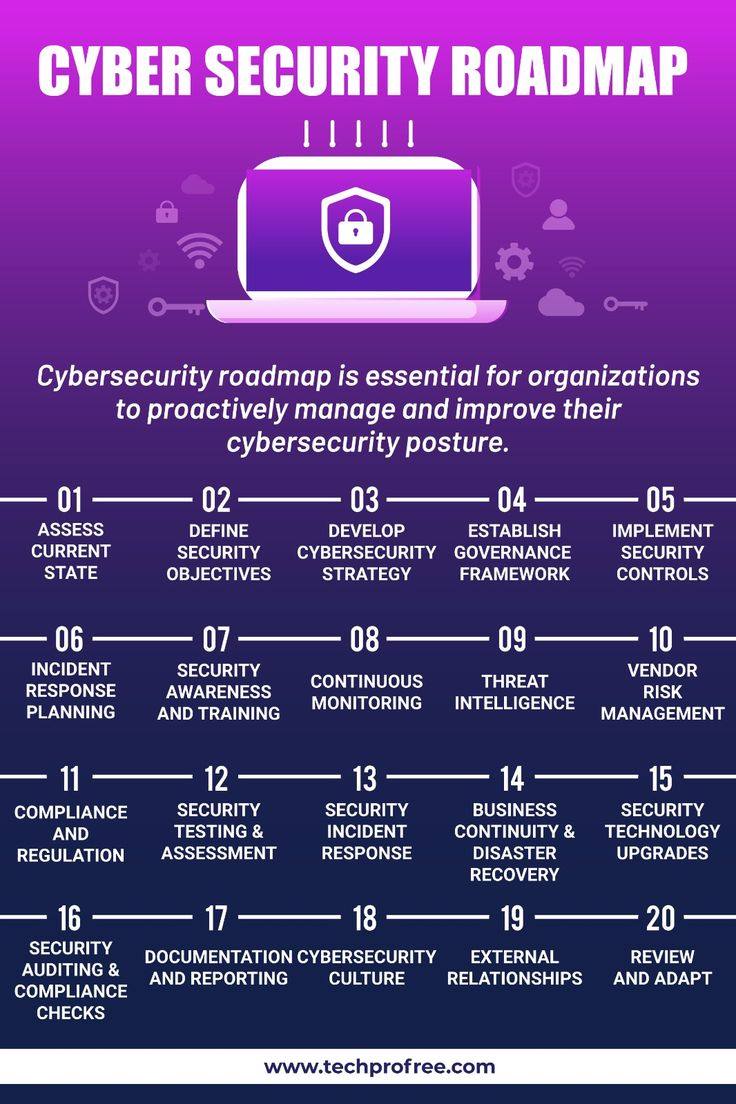 CYBER SECURITY ROADMAP
Cybersecurity roadmap is essential for organizations
to proactively manage and improve their
cybersecurity posture.
01
ASSESS
CURRENT
STATE
02
DEFINE
SECURITY
OBJECTIVES
03
DEVELOP
CYBERSECURITY
STRATEGY
04
ESTABLISH
GOVERNANCE
FRAMEWORK
05
IMPLEMENT
SECURITY
CONTROLS
06
INCIDENT
RESPONSE
PLANNING
07
SECURITY
AWARENESS
AND TRAINING
08
CONTINUOUS
MONITORING
09
THREAT
INTELLIGENCE
10
VENDOR
RISK
MANAGEMENT
11
COMPLIANCE
AND
REGULATION
12
SECURITY
TESTING &
ASSESSMENT
13
SECURITY
INCIDENT
RESPONSE
14
BUSINESS
CONTINUITY &
DISASTER
RECOVERY
15
SECURITY
TECHNOLOGY
UPGRADES
16
SECURITY
AUDITING &
COMPLIANCE
CHECKS
17
DOCUMENTATION
AND REPORTING
18
CYBERSECURITY
CULTURE
19
EXTERNAL
RELATIONSHIPS
20
REVIEW
AND ADAPT
www.techprofree.com